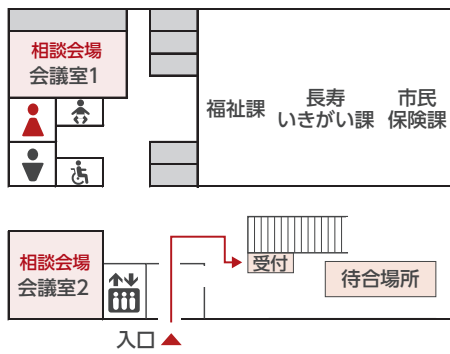 相談会場
会議室1
福祉課
長寿
いきがい課
市民
保険課
相談会場
会議室2
受付
待合場所
入口